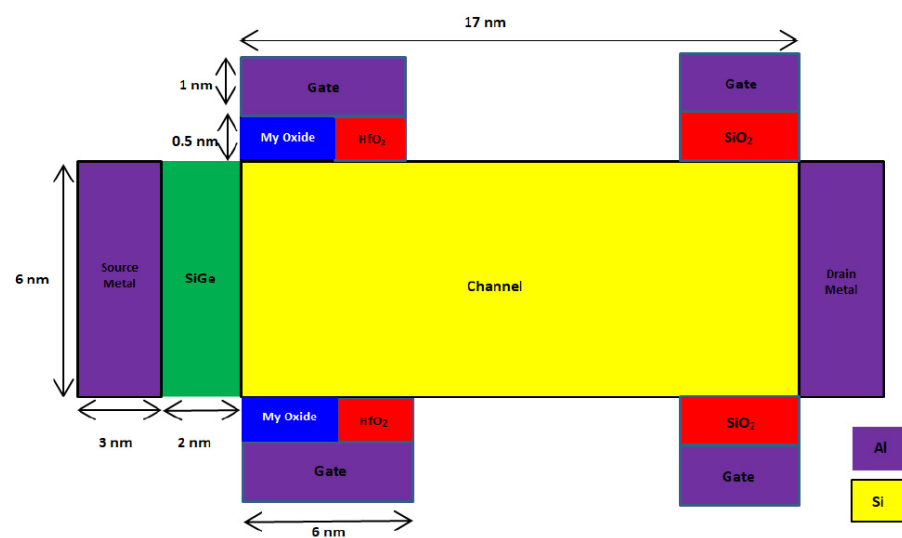 17 nm
1 nm
Gate
Gate
0.5 nm
My Oxide
HfO₂
SiO₂
6 nm
Source
Metal
SiGe
Channel
Drain
Metal
My Oxide
HfO₂
SiO₂
3 nm
2 nm
Gate
Gate
6 nm
Al
Si